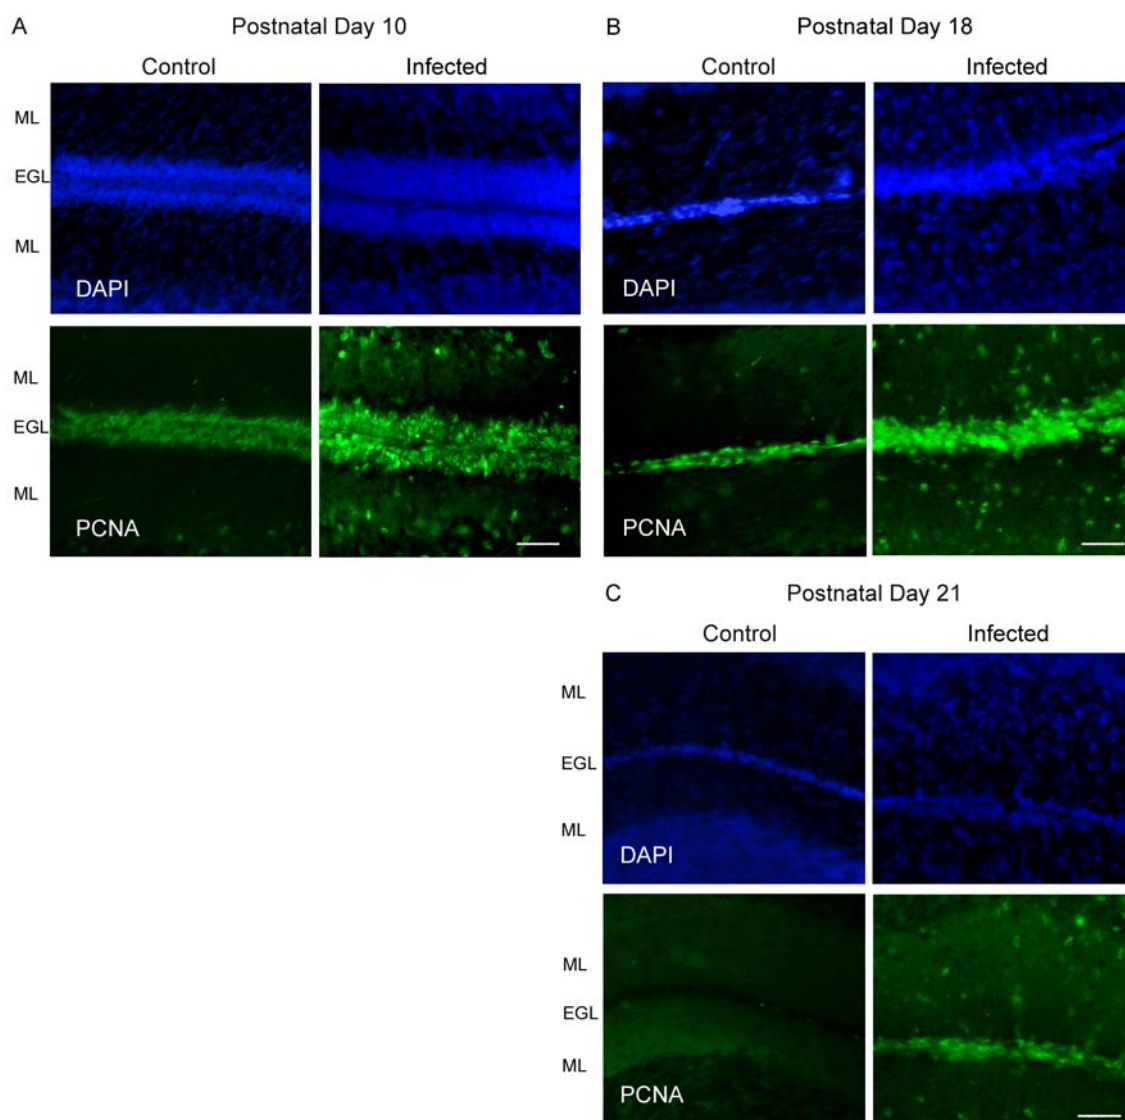 A Postnatal Day 10
Control Infected
ML
EGL
ML
DAPI
ML
EGL
ML
PCNA
B Postnatal Day 18
Control Infected
DAPI
PCNA
C Postnatal Day 21
Control Infected
ML
EGL
ML
DAPI
ML
EGL
ML
PCNA